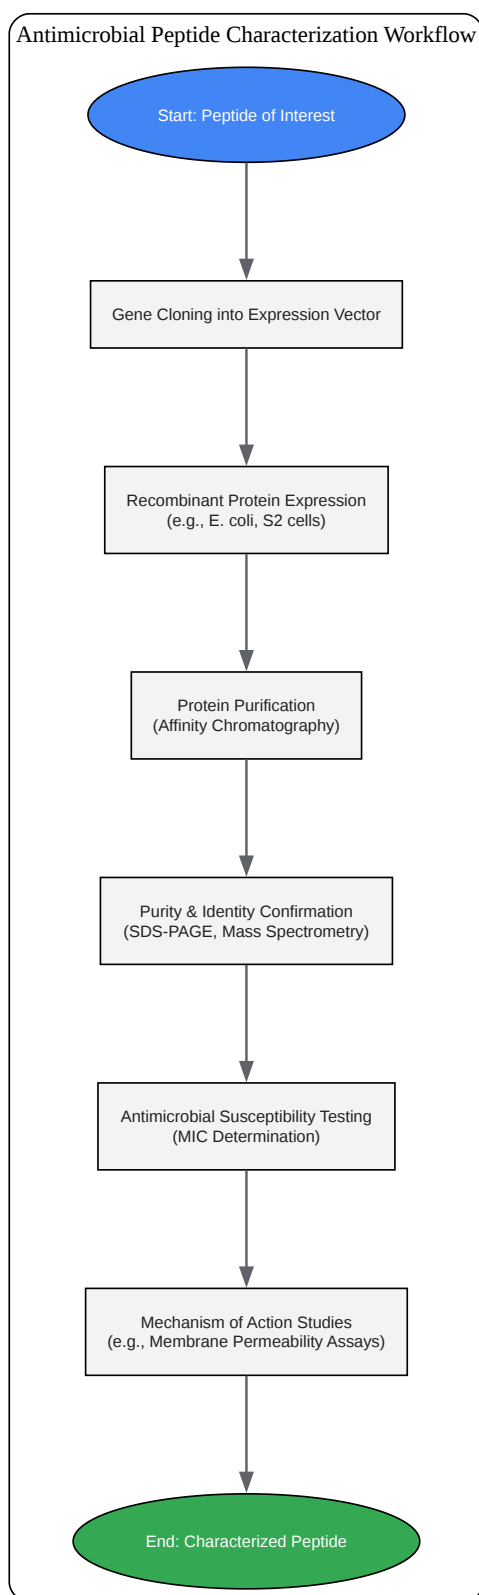 Antimicrobial Peptide Characterization Workflow
Start: Peptide of Interest
Gene Cloning into Expression Vector
Recombinant Protein Expression
(e.g., E. coli, S2 cells)
Protein Purification
(Affinity Chromatography)
Purity & Identity Confirmation
(SDS-PAGE, Mass Spectrometry)
Antimicrobial Susceptibility Testing
(MIC Determination)
Mechanism of Action Studies
(e.g., Membrane Permeability Assays)
End: Characterized Peptide